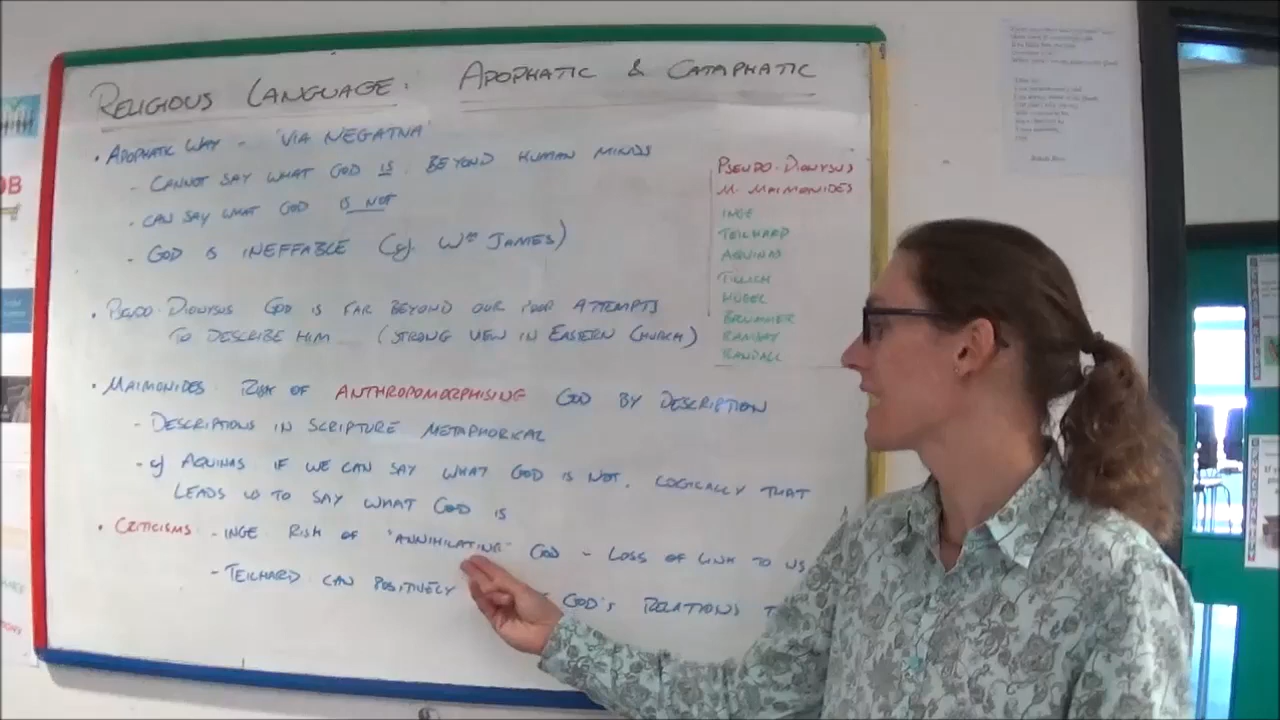 RELIGIOUS LANGUAGE: APOPHATIC & CATAPHATIC
• APOPHATIC WAY - 'VIA NEGATIVA'
- CANNOT SAY WHAT GOD IS. BEYOND HUMAN MINDS
- CAN SAY WHAT GOD IS NOT
- GOD IS INEFFABLE (cf. Wm JAMES)
• PSEUDO-DIONYSUS GOD IS FAR BEYOND OUR POOR ATTEMPTS
TO DESCRIBE HIM (STRONG VIEW IN EASTERN CHURCH)
• MAIMONIDES RISK OF ANTHROPOMORPHISING GOD BY DESCRIPTION
- DESCRIPTIONS IN SCRIPTURE METAPHORICAL
- cf AQUINAS IF WE CAN SAY WHAT GOD IS NOT, LOGICALLY THAT
LEADS US TO SAY WHAT GOD IS
• CRITICISMS - INGE RISK OF "ANNIHILATING" GOD - LOSS OF LINK TO US
- TEILHARD CAN POSITIVELY GOD'S RELATIONS
PSEUDO-DIONYSUS
M. MAIMONIDES
INGE
TEILHARD
AQUINAS
TILLICH
HÜGEL
BRUMMER
RAMSAY
RANDALL
OB